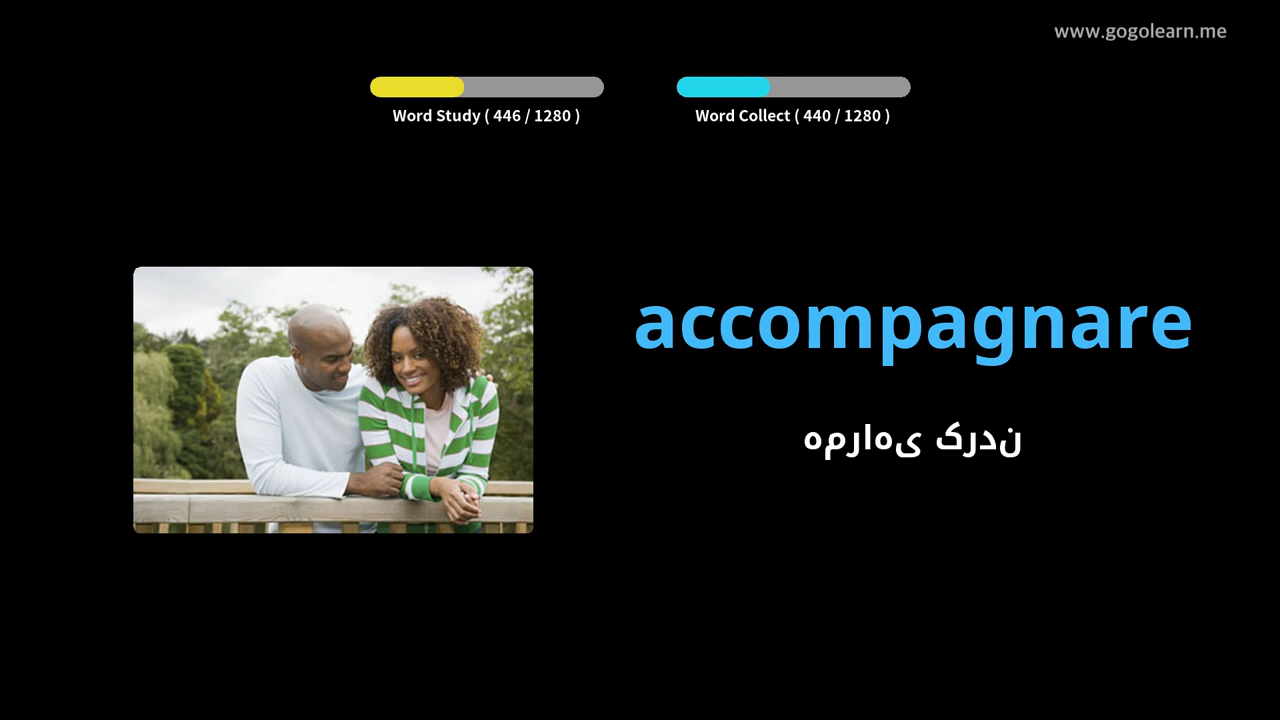 www.gogolearn.me
Word Study ( 446 / 1280 )
Word Collect ( 440 / 1280 )
accompagnare
همراهی کردن